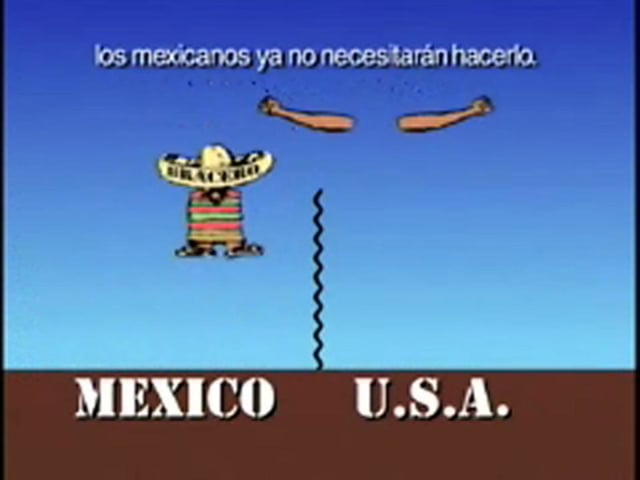 los mexicanos ya no necesitarán hacerlo.
BRACERO
MEXICO
U.S.A.